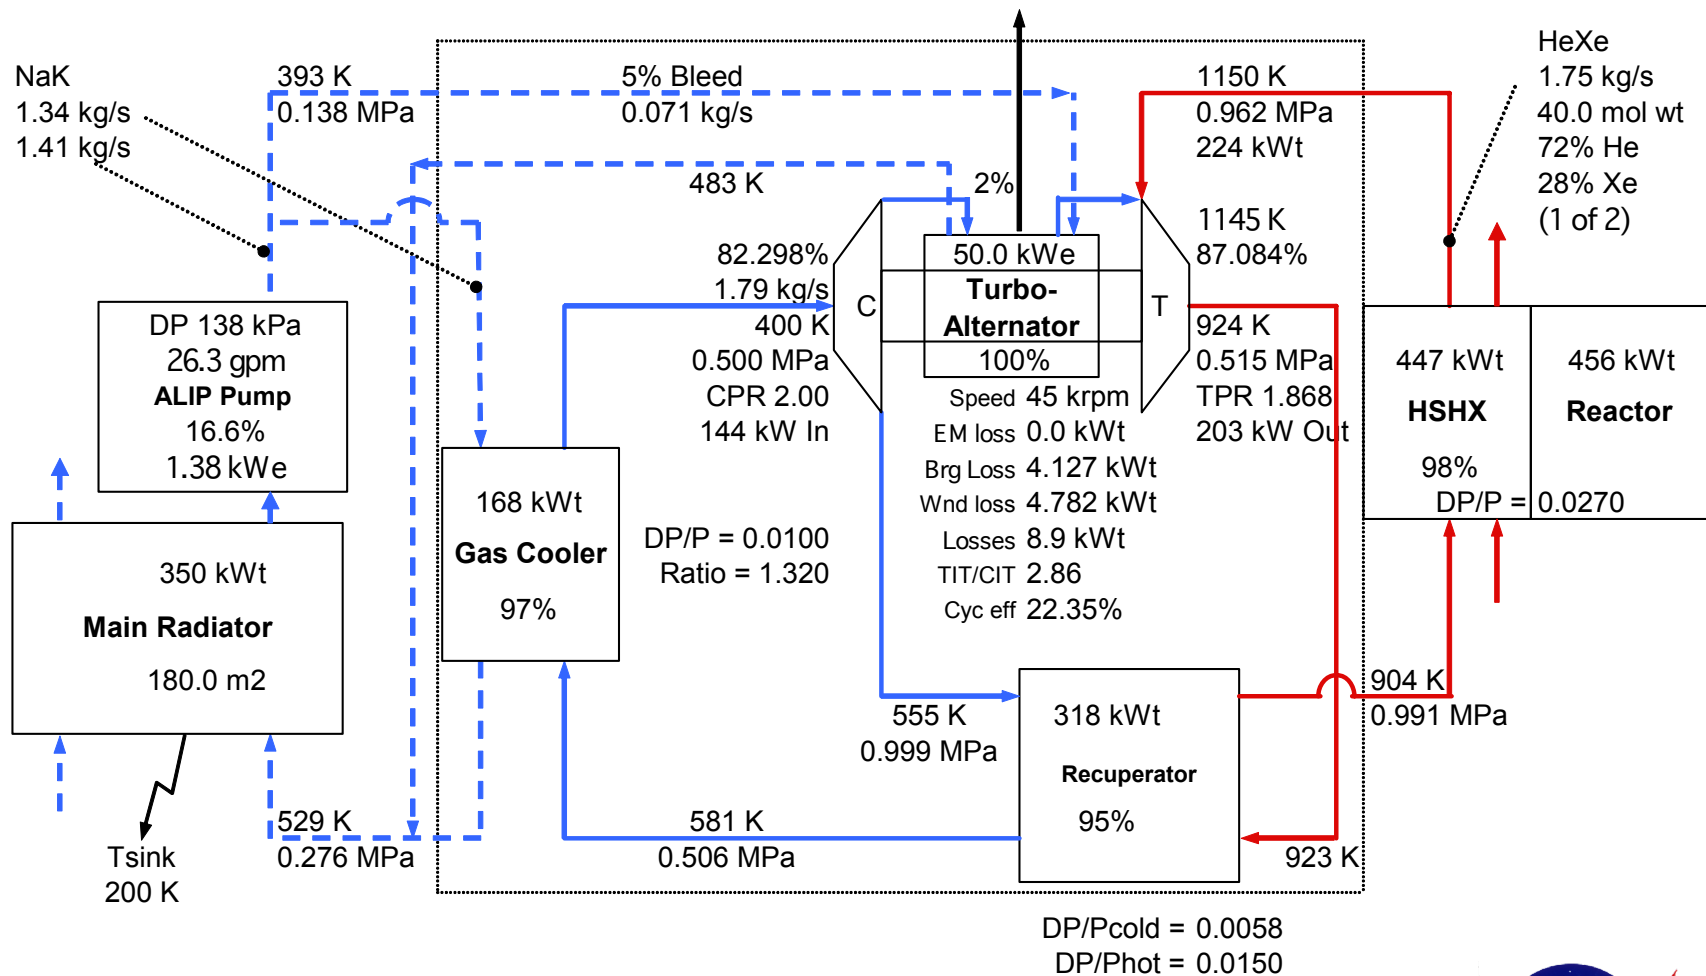 NaK
1.34 kg/s
1.41 kg/s
393 K
0.138 MPa
5% Bleed
0.071 kg/s
483 K
2%
1150 K
0.962 MPa
224 kWt
HeXe
1.75 kg/s
40.0 mol wt
72% He
28% Xe
(1 of 2)
DP 138 kPa
26.3 gpm
ALIP Pump
16.6%
1.38 kWe
82.298%
1.79 kg/s
400 K
0.500 MPa
CPR 2.00
144 kW In
C
50.0 kWe
Turbo-
Alternator
100%
T
1145 K
87.084%
924 K
0.515 MPa
TPR 1.868
203 kW Out
Speed 45 krpm
EM loss 0.0 kWt
Brg Loss 4.127 kWt
Wnd loss 4.782 kWt
Losses 8.9 kWt
TIT/CIT 2.86
Cyc eff 22.35%
447 kWt
HSHX
98%
DP/P = 0.0270
456 kWt
Reactor
168 kWt
Gas Cooler
97%
DP/P = 0.0100
Ratio = 1.320
350 kWt
Main Radiator
180.0 m2
Tsink
200 K
529 K
0.276 MPa
581 K
0.506 MPa
555 K
0.999 MPa
318 kWt
Recuperator
95%
904 K
0.991 MPa
923 K
DP/Pcold = 0.0058
DP/Phot = 0.0150